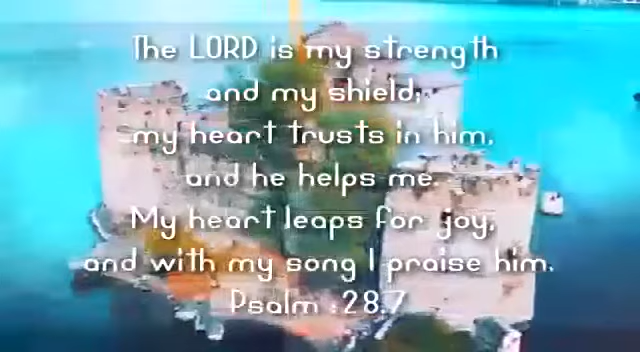 The LORD is my strength
and my shield;
my heart trusts in him,
and he helps me.
My heart leaps for joy,
and with my song I praise him.
Psalm :28.7